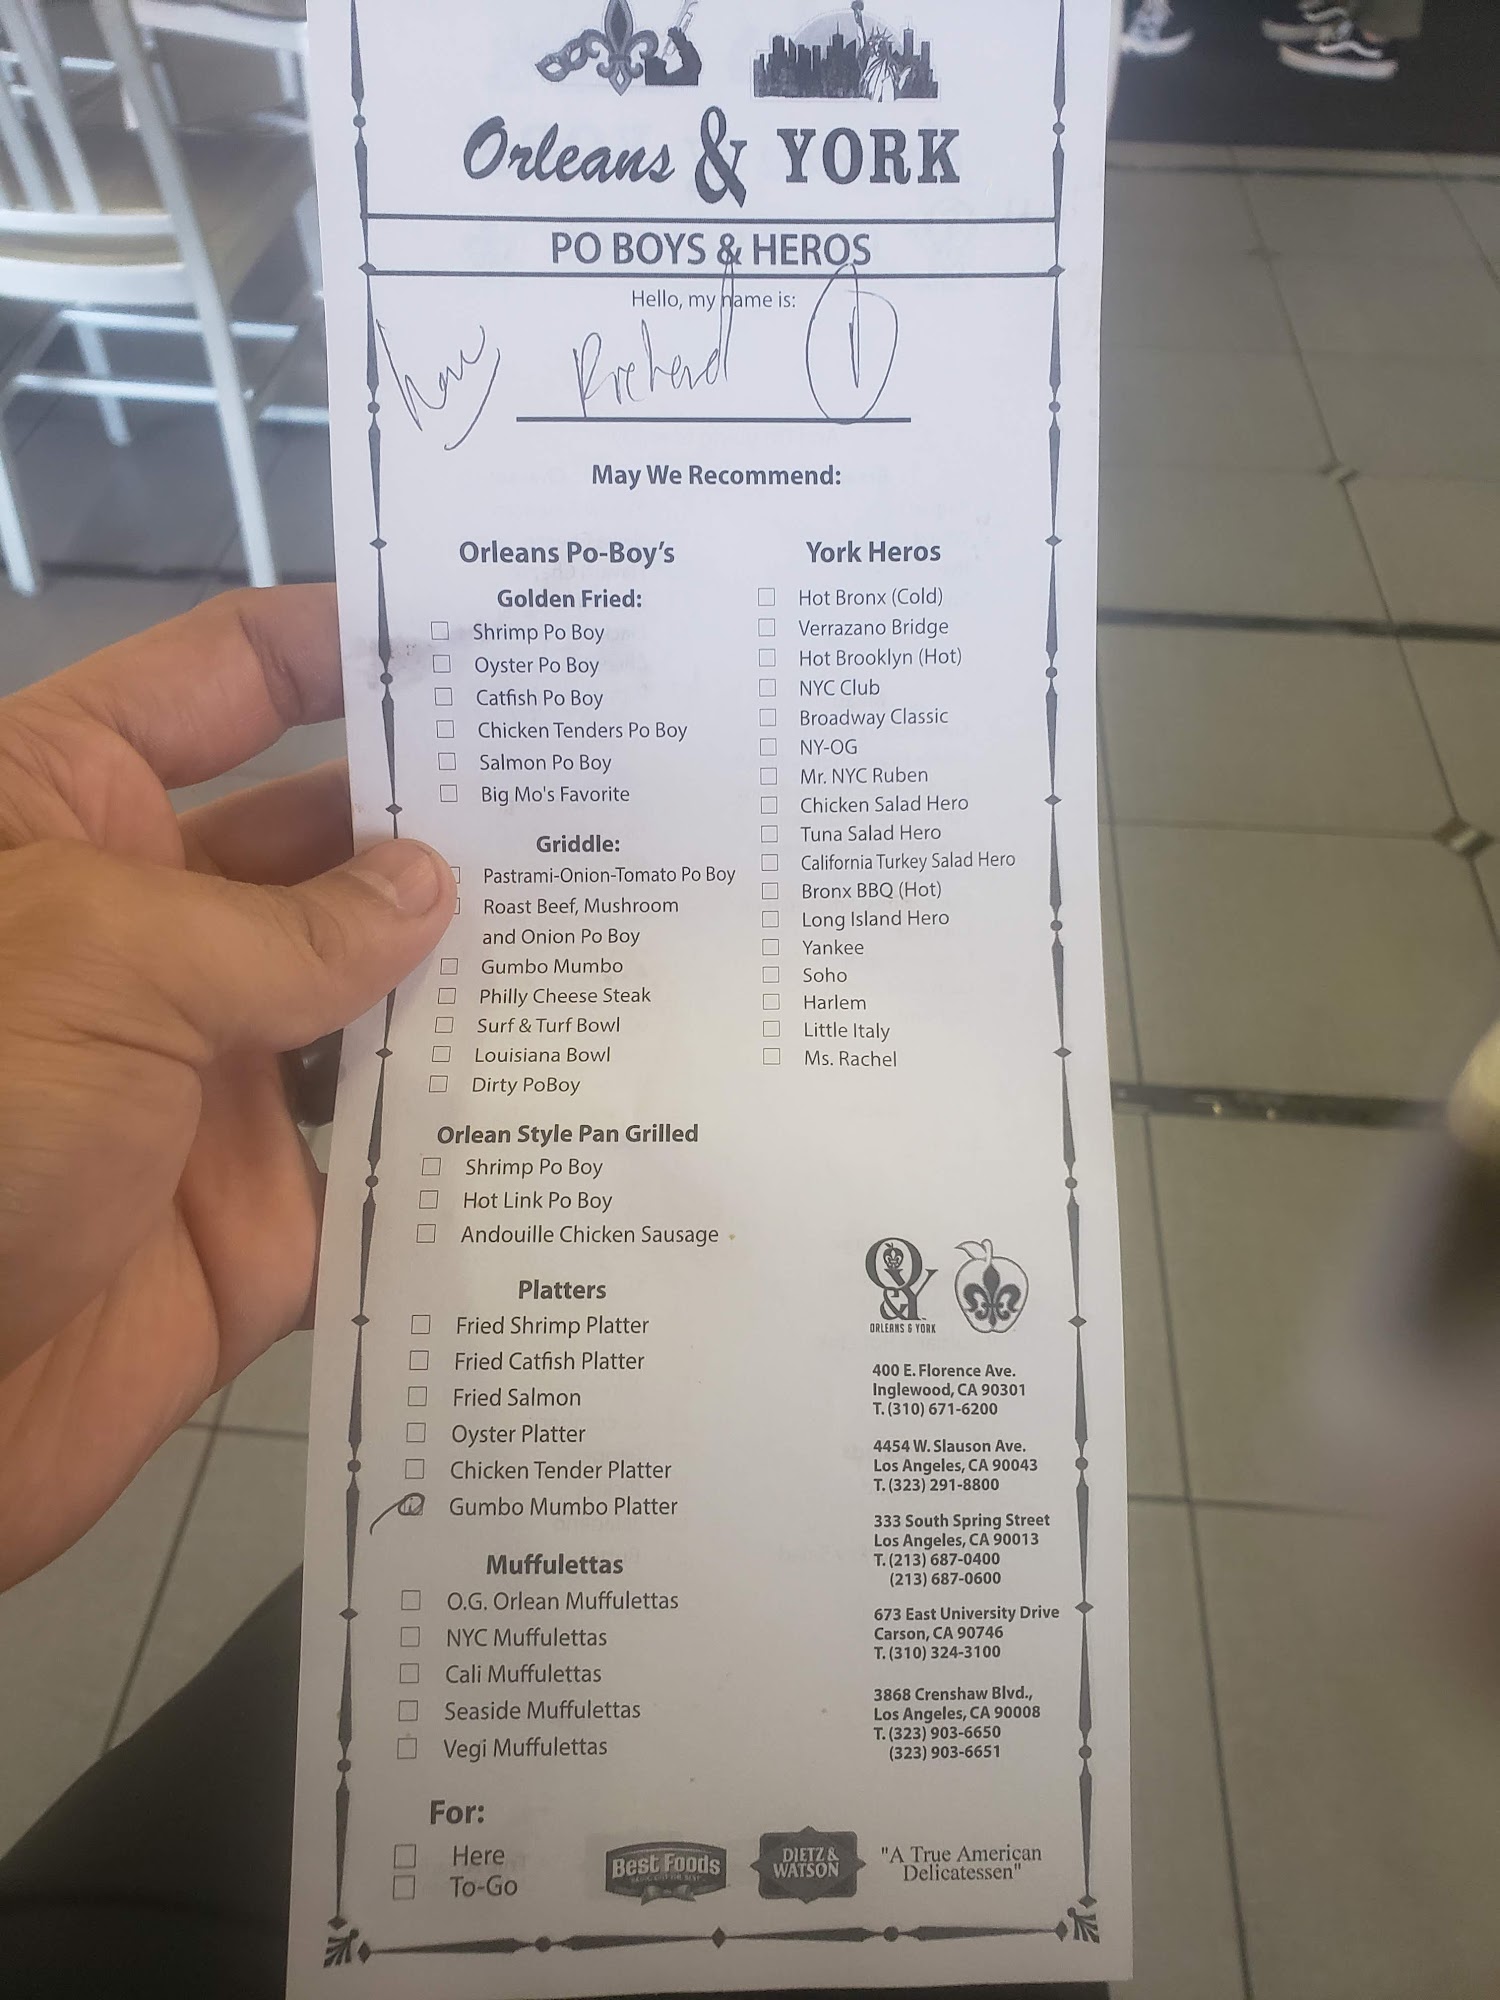 Orleans & YORK
PO BOYS & HEROS
Hello, my name is:
May We Recommend:
Orleans Po-Boy's
Golden Fried:
Shrimp Po Boy
Oyster Po Boy
Catfish Po Boy
Chicken Tenders Po Boy
Salmon Po Boy
Big Mo's Favorite
Griddle:
Pastrami-Onion-Tomato Po Boy
Roast Beef, Mushroom
and Onion Po Boy
Gumbo Mumbo
Philly Cheese Steak
Surf & Turf Bowl
Louisiana Bowl
Dirty PoBoy
Orlean Style Pan Grilled
Shrimp Po Boy
Hot Link Po Boy
Andouille Chicken Sausage
Platters
Fried Shrimp Platter
Fried Catfish Platter
Fried Salmon
Oyster Platter
Chicken Tender Platter
Gumbo Mumbo Platter
Muffulettas
O.G. Orlean Muffulettas
NYC Muffulettas
Cali Muffulettas
Seaside Muffulettas
Vegi Muffulettas
For:
Here
To-Go
York Heros
Hot Bronx (Cold)
Verrazano Bridge
Hot Brooklyn (Hot)
NYC Club
Broadway Classic
NY-OG
Mr. NYC Ruben
Chicken Salad Hero
Tuna Salad Hero
California Turkey Salad Hero
Bronx BBQ (Hot)
Long Island Hero
Yankee
Soho
Harlem
Little Italy
Ms. Rachel
O&Y
ORLEANS & YORK
400 E. Florence Ave.
Inglewood, CA 90301
T. (310) 671-6200
4454 W. Slauson Ave.
Los Angeles, CA 90043
T. (323) 291-8800
333 South Spring Street
Los Angeles, CA 90013
T. (213) 687-0400
(213) 687-0600
673 East University Drive
Carson, CA 90746
T. (310) 324-3100
3868 Crenshaw Blvd.,
Los Angeles, CA 90008
T. (323) 903-6650
(323) 903-6651
BEST FOODS
DIETZ &
WATSON
"A True American
Delicatessen"